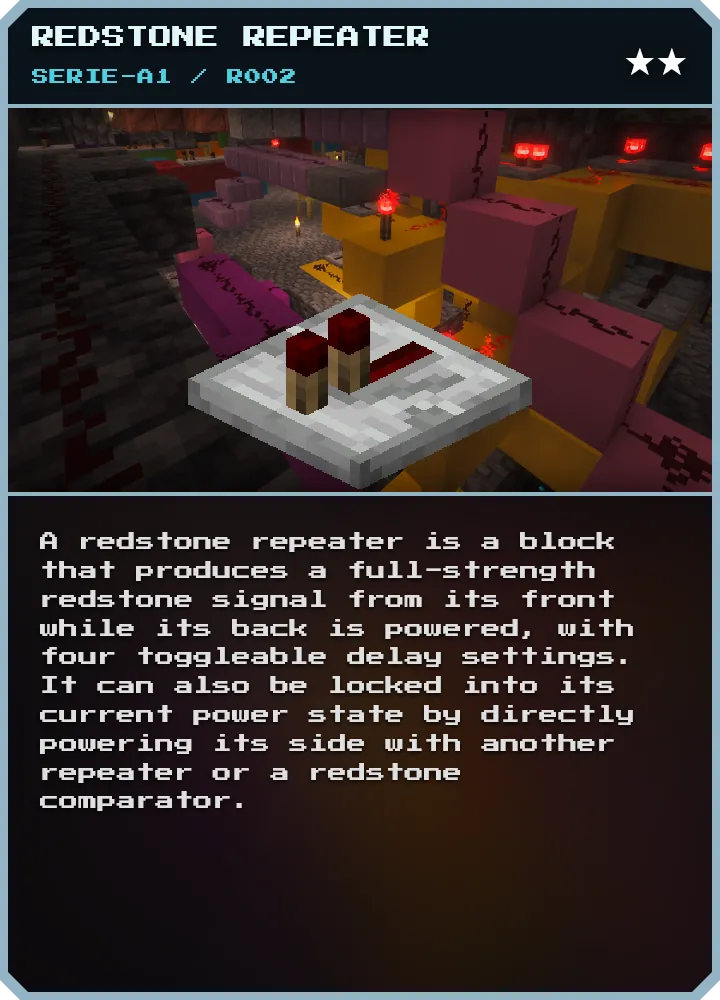 REDSTONE REPEATER
SERIE-A1 / R002
★★
A redstone repeater is a block
that produces a full-strength
redstone signal from its front
while its back is powered, with
four toggleable delay settings.
It can also be locked into its
current power state by directly
powering its side with another
repeater or a redstone
comparator.